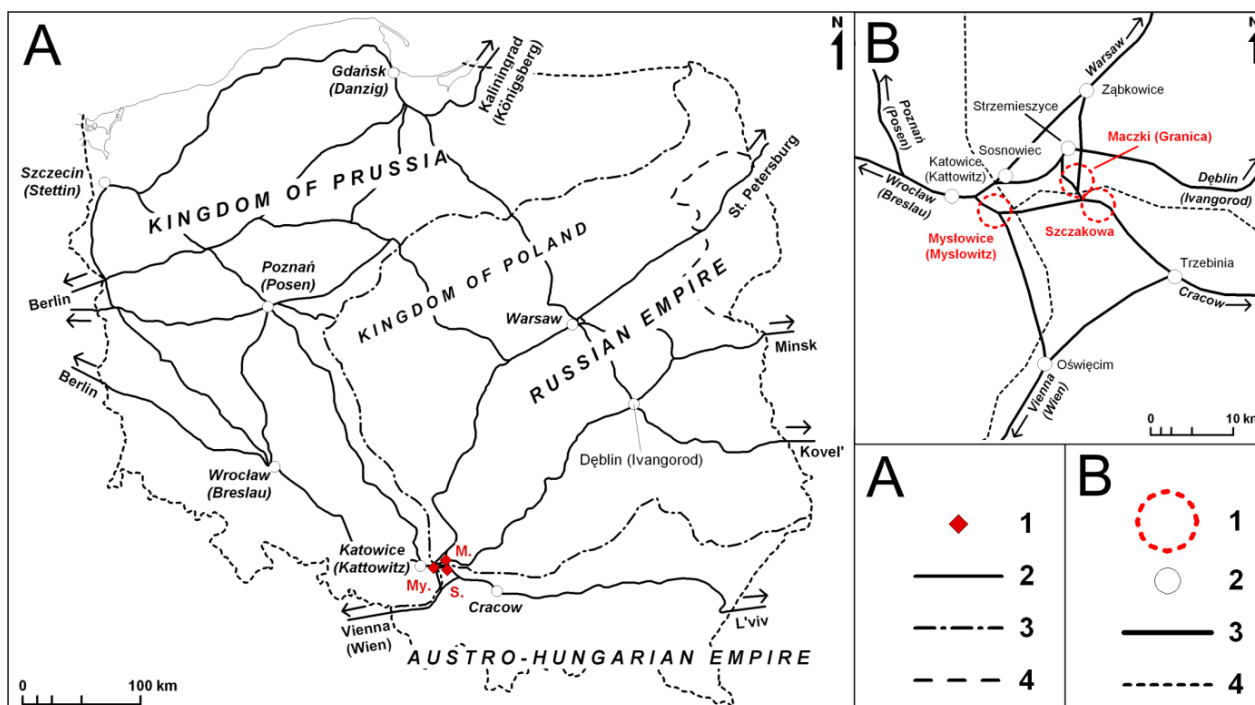 A
N
Gdańsk
(Danzig)
Kaliningrad
(Königsberg)
Szczecin
(Stettin)
KINGDOM OF PRUSSIA
St. Petersburg
KINGDOM OF POLAND
Poznań
(Posen)
Berlin
Warsaw
RUSSIAN EMPIRE
Minsk
Berlin
Dęblin (Ivangorod)
Kovel'
Wrocław
(Breslau)
Katowice
(Kattowitz)
M.
My.
S.
Cracow
Vienna
(Wien)
L'viv
AUSTRO-HUNGARIAN EMPIRE
0 100 km
B
N
Warsaw
Ząbkowice
Poznań
(Posen)
Strzemieszyce
Maczki (Granica)
Sosnowiec
Katowice
(Kattowitz)
Wrocław
(Breslau)
Dęblin
(Ivangorod)
Mysłowice
(Myslowitz)
Szczakowa
Trzebinia
Cracow
Oświęcim
Vienna
(Wien)
0 10 km
A
1
2
3
4
B
1
2
3
4